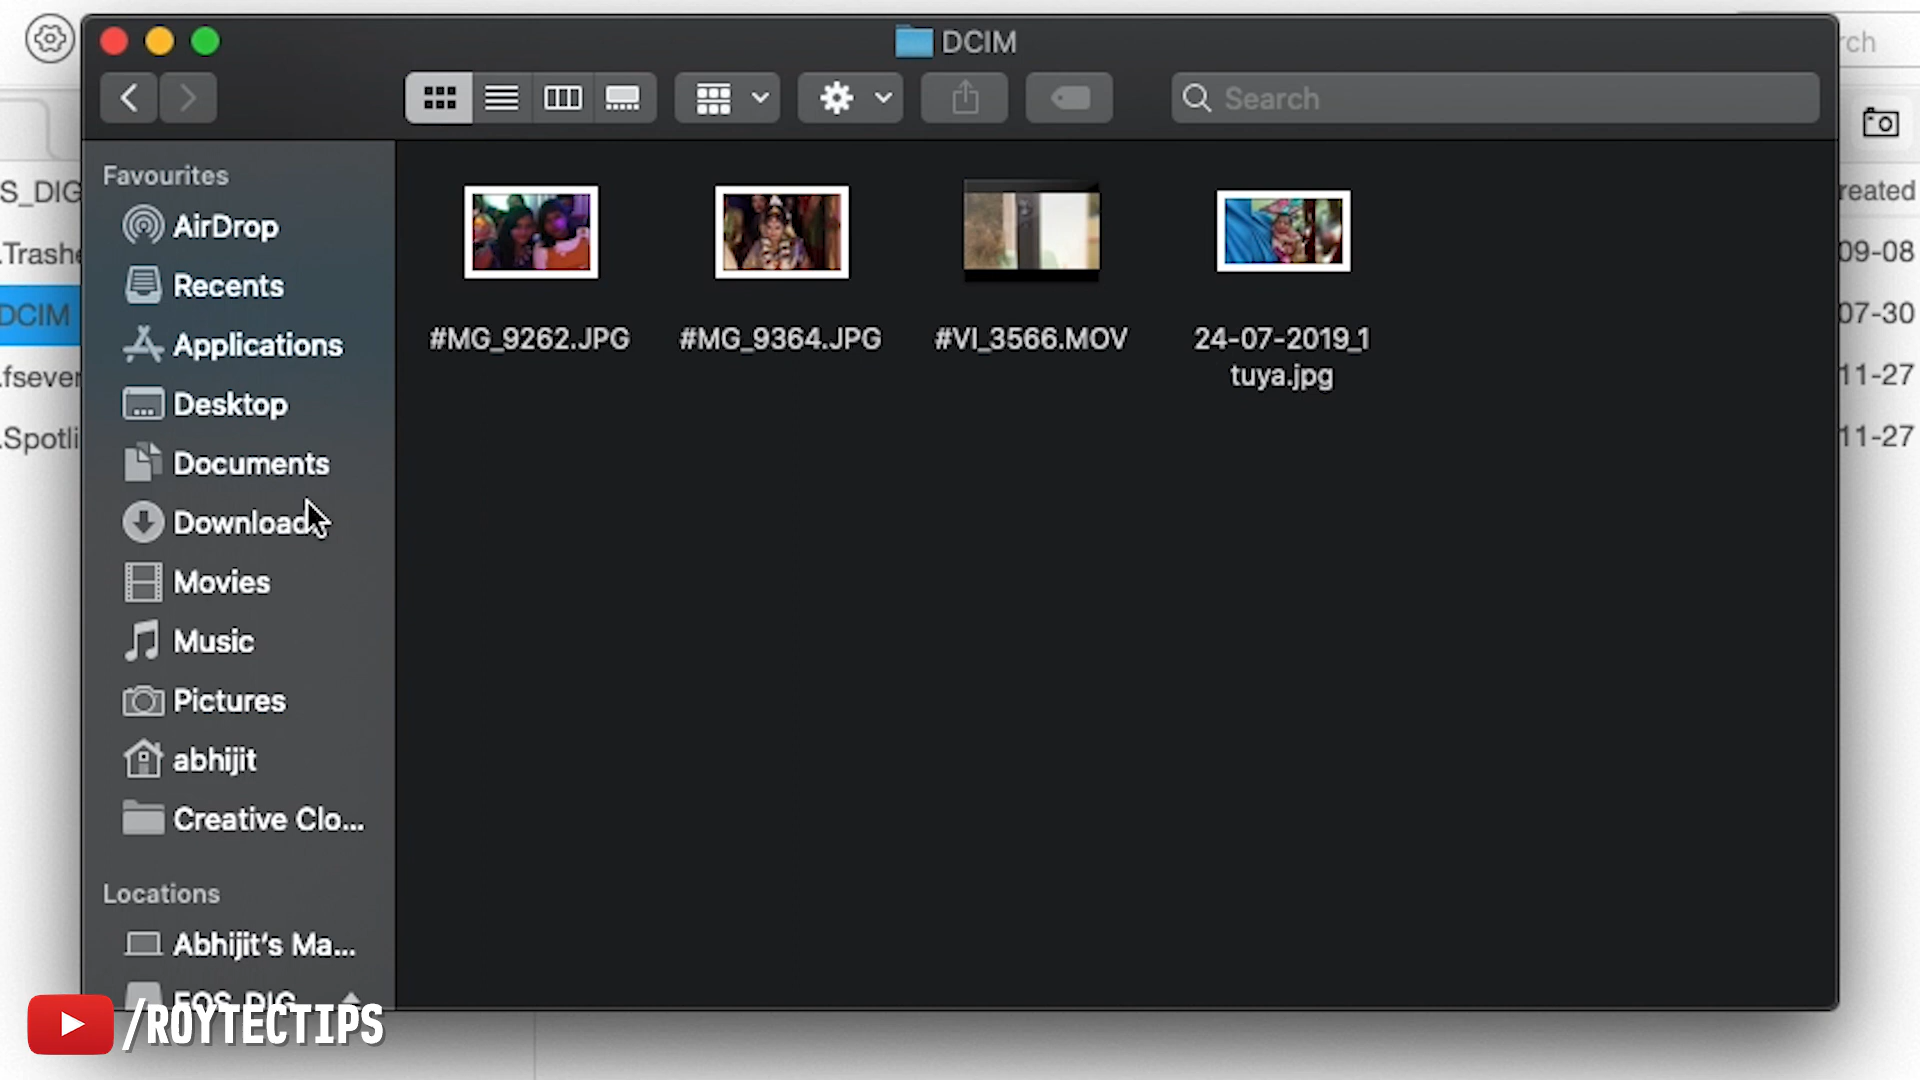 DCIM
rch
Search
Favourites
AirDrop
Recents
Applications
Desktop
Documents
Download
Movies
Music
Pictures
abhijit
Creative Clo...
Locations
Abhijit's Ma...
EOS_DIG
#MG_9262.JPG
#MG_9364.JPG
#VI_3566.MOV
24-07-2019_1
tuya.jpg
S_DIG
.Trashe
DCIM
.fsever
.Spotli
reated
09-08
07-30
11-27
11-27
/ROYTECTIPS